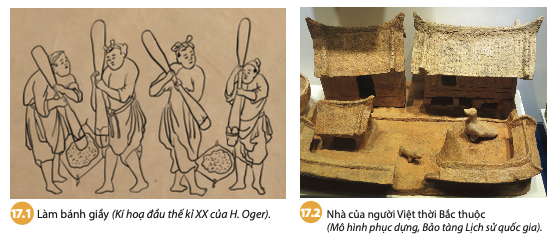 17.1 Làm bánh giầy (Kí hoạ đầu thế kỉ XX của H. Oger).
17.2 Nhà của người Việt thời Bắc thuộc
(Mô hình phục dựng, Bảo tàng Lịch sử quốc gia).